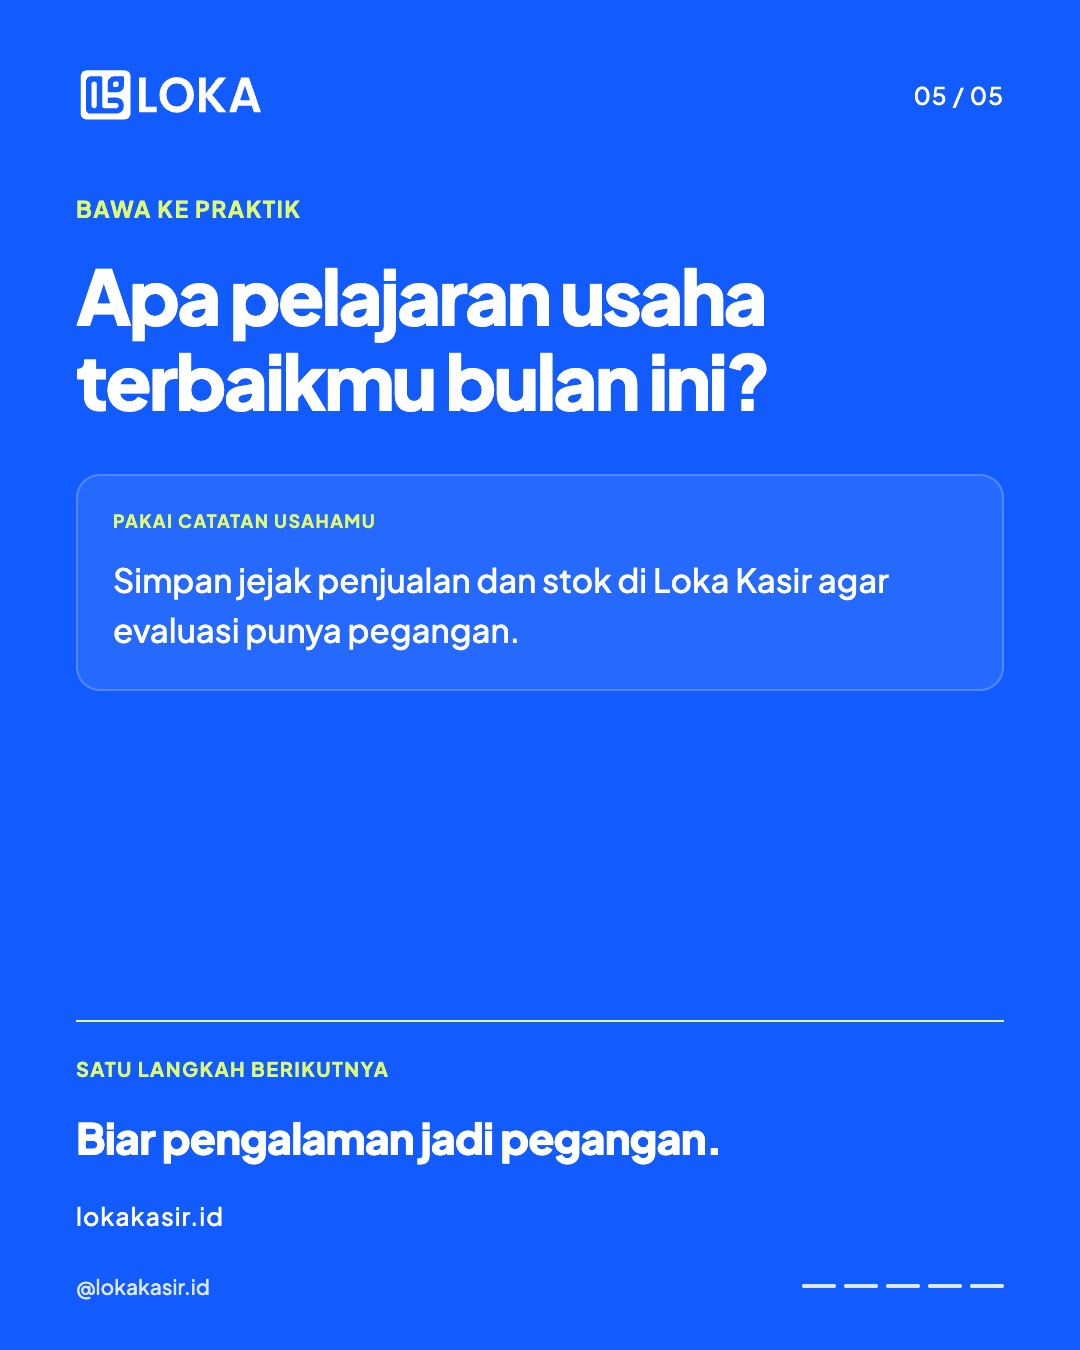 LOKA
05 / 05
BAWA KE PRAKTIK
Apa pelajaran usaha
terbaikmu bulan ini?
PAKAI CATATAN USAHAMU
Simpan jejak penjualan dan stok di Loka Kasir agar
evaluasi punya pegangan.
SATU LANGKAH BERIKUTNYA
Biar pengalaman jadi pegangan.
lokakasir.id
@lokakasir.id